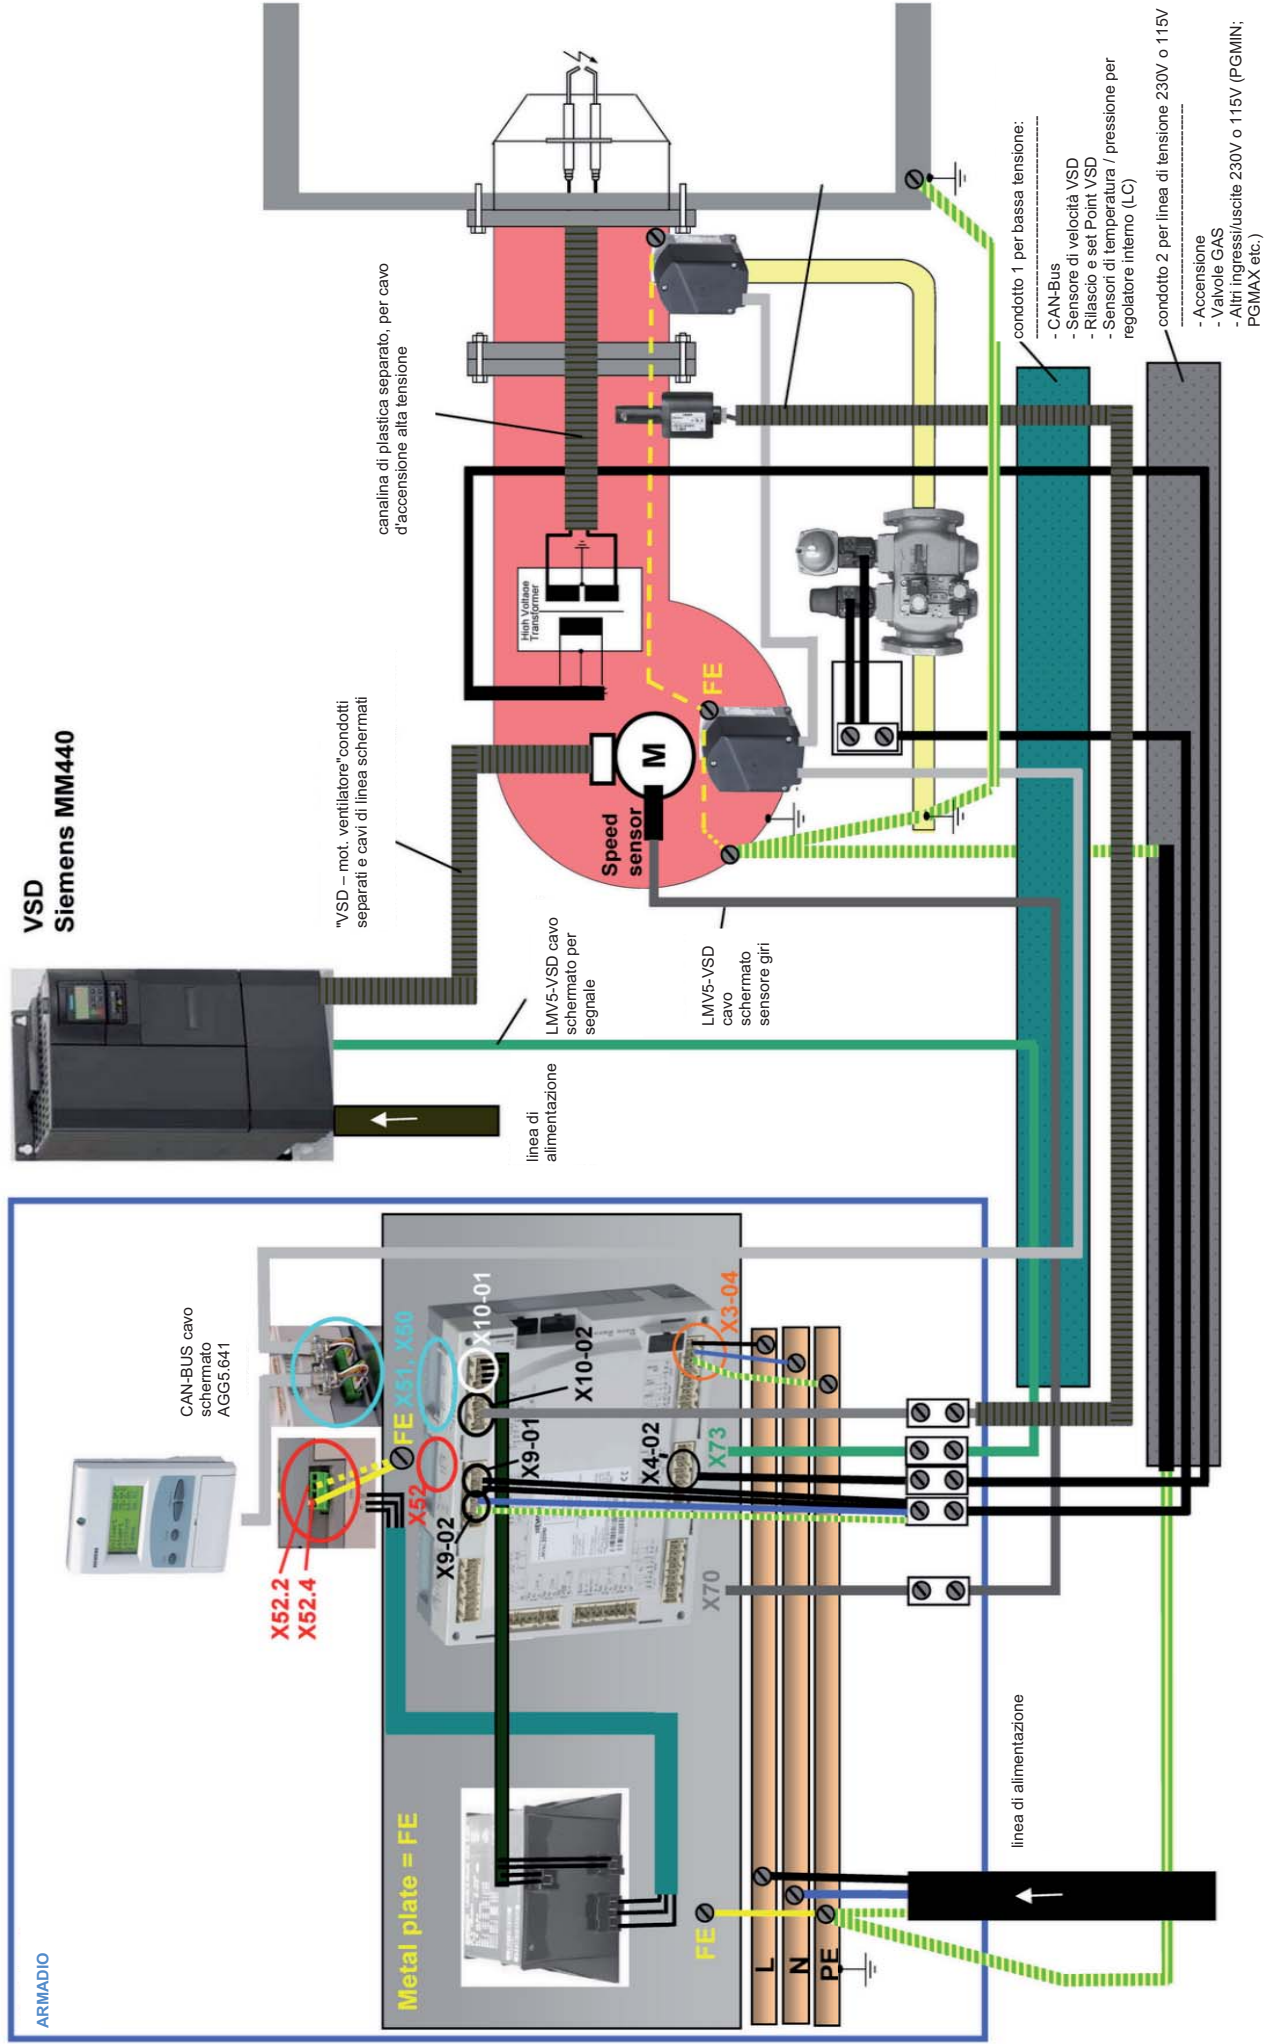 VSD
Siemens MM440
"VSD – mot. ventilatore"condotti
separati e cavi di linea schermati
canalina di plastica separato, per cavo
d'accensione alta tensione
High Voltage
Transformer
M
Speed
sensor
FE
LMV5-VSD cavo
schermato per
segnale
LMV5-VSD
cavo
schermato
sensore giri
linea di
alimentazione
condotto 1 per bassa tensione:
- CAN-Bus
- Sensore di velocità VSD
- Rilascio e set Point VSD
- Sensori di temperatura / pressione per
regolatore interno (LC)
condotto 2 per linea di tensione 230V o 115V
- Accensione
- Valvole GAS
- Altri ingressi/uscite 230V o 115V (PGMIN;
PGMAX etc.)
ARMADIO
CAN-BUS cavo
schermato
AGG5.641
X52.2
X52.4
FE
X51, X50
X52
X10-01
X10-02
X9-01
X9-02
X4-02
X3-04
X73
X70
Metal plate = FE
FE
L
N
PE
linea di alimentazione